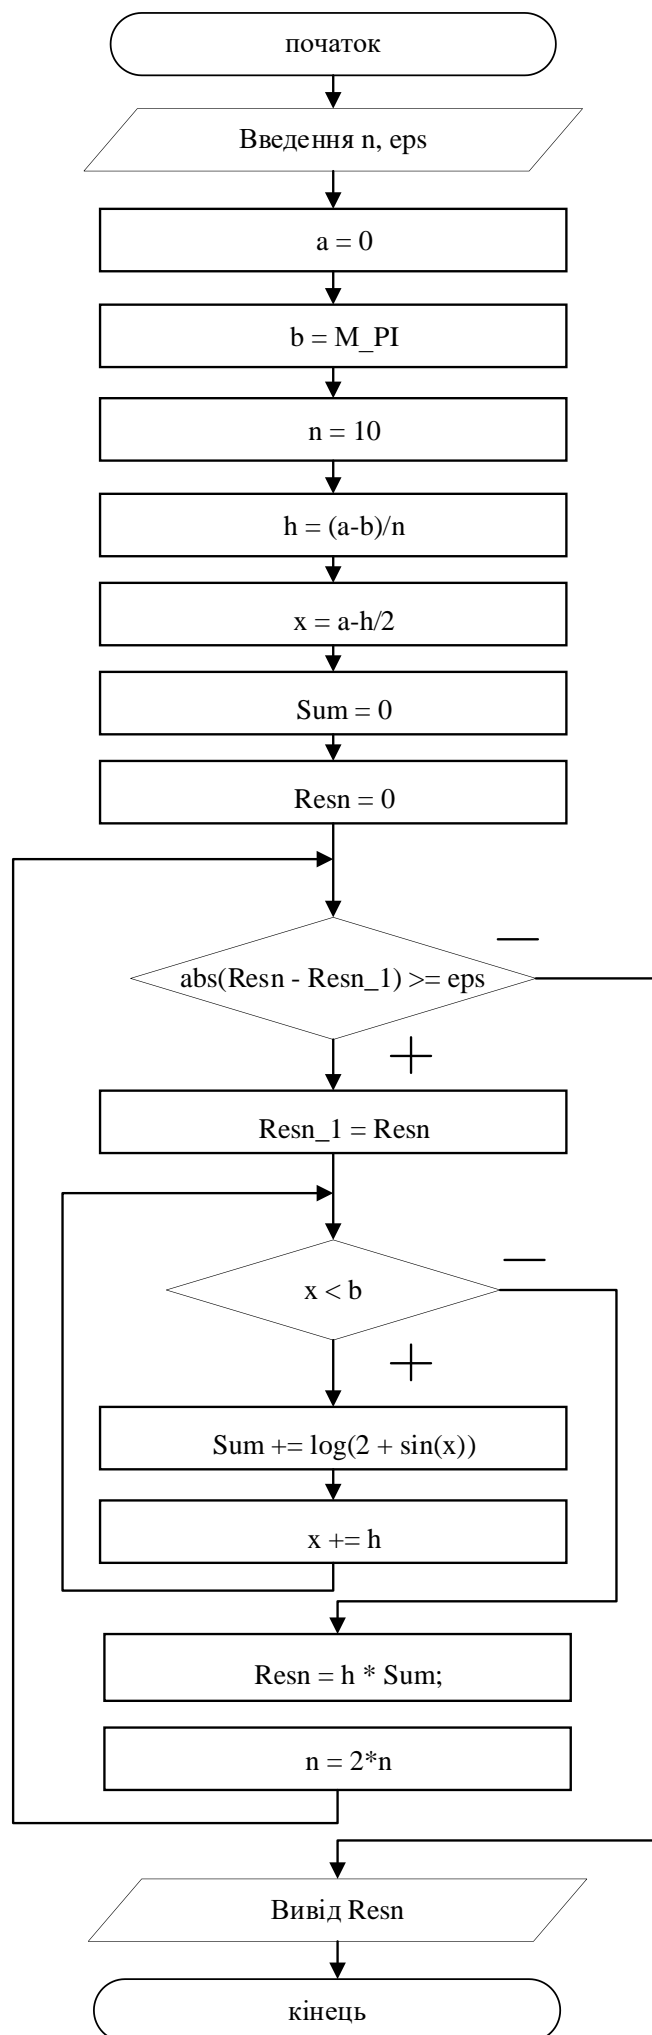 початок
Введення n, eps
a = 0
b = M_PI
n = 10
h = (a-b)/n
x = a-h/2
Sum = 0
Resn = 0
abs(Resn - Resn_1) >= eps
Resn_1 = Resn
x < b
Sum += log(2 + sin(x))
x += h
Resn = h * Sum;
n = 2*n
Вивід Resn
кінець